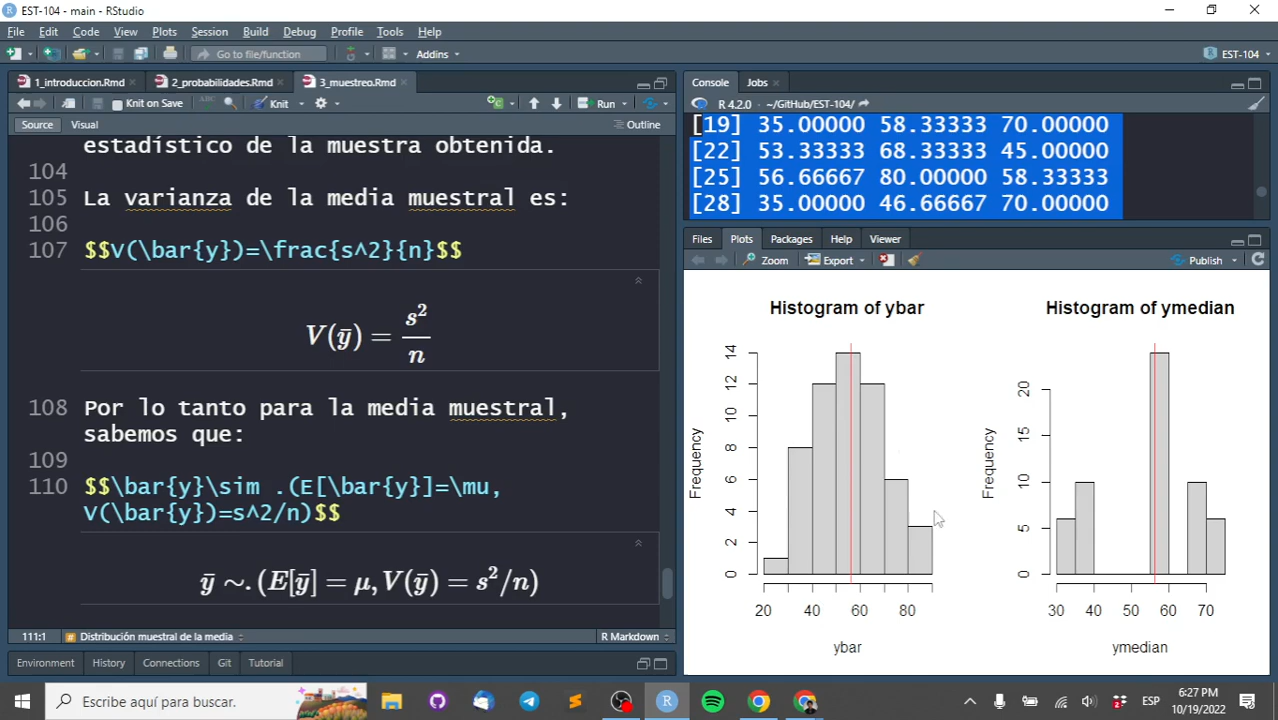 EST-104 - main - RStudio
File Edit Code View Plots Session Build Debug Profile Tools Help
Go to file/function Addins EST-104
1_introduccion.Rmd 2_probabilidades.Rmd 3_muestreo.Rmd
Knit on Save ABC Knit Run
Source Visual Outline
estadístico de la muestra obtenida.
104
105 La varianza de la media muestral es:
106
107 $$V(\bar{y})=\frac{s^2}{n}$$
V(ȳ) = s²/n
108 Por lo tanto para la media muestral,
sabemos que:
109
110 $$\bar{y}\sim .(E[\bar{y}]=\mu,
V(\bar{y})=s^2/n)$$
ȳ ∼. (E[ȳ] = μ, V(ȳ) = s²/n)
111:1 Distribución muestral de la media R Markdown
Environment History Connections Git Tutorial
Console Jobs
R 4.2.0 · ~/GitHub/EST-104/
[19] 35.00000 58.33333 70.00000
[22] 53.33333 68.33333 45.00000
[25] 56.66667 80.00000 58.33333
[28] 35.00000 46.66667 70.00000
Files Plots Packages Help Viewer
Zoom Export Publish
Histogram of ybar
Frequency
14
12
10
8
6
4
2
0
20 40 60 80
ybar
Histogram of ymedian
Frequency
20
15
10
5
0
30 40 50 60 70
ymedian
Escribe aquí para buscar.
ESP
6:27 PM
10/19/2022